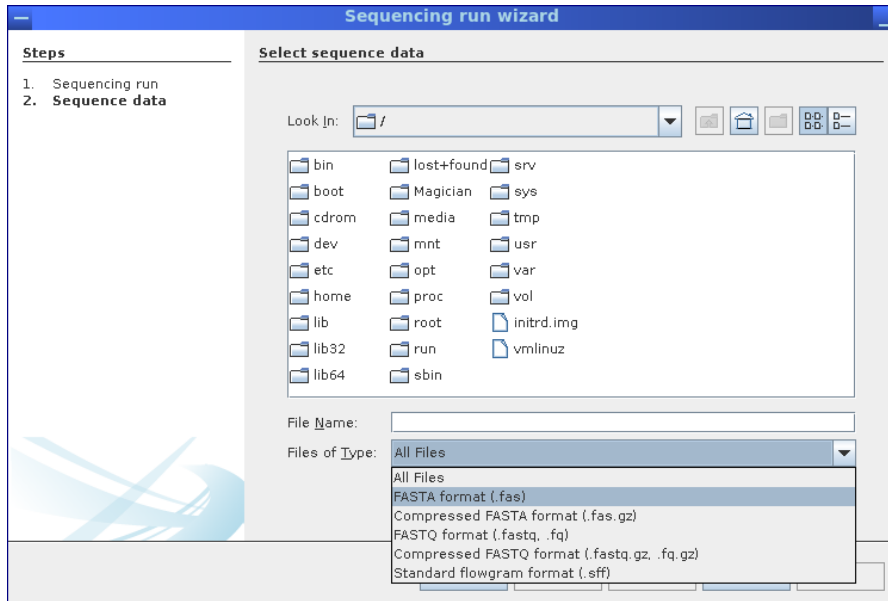 Sequencing run wizard
Steps
1. Sequencing run
2. Sequence data
Select sequence data
Look In: /
bin lost+found srv
boot Magician sys
cdrom media tmp
dev mnt usr
etc opt var
home proc vol
lib root initrd.img
lib32 run vmlinuz
lib64 sbin
File Name:
Files of Type: All Files
All Files
FASTA format (.fas)
Compressed FASTA format (.fas.gz)
FASTQ format (.fastq, .fq)
Compressed FASTQ format (.fastq.gz, .fq.gz)
Standard flowgram format (.sff)